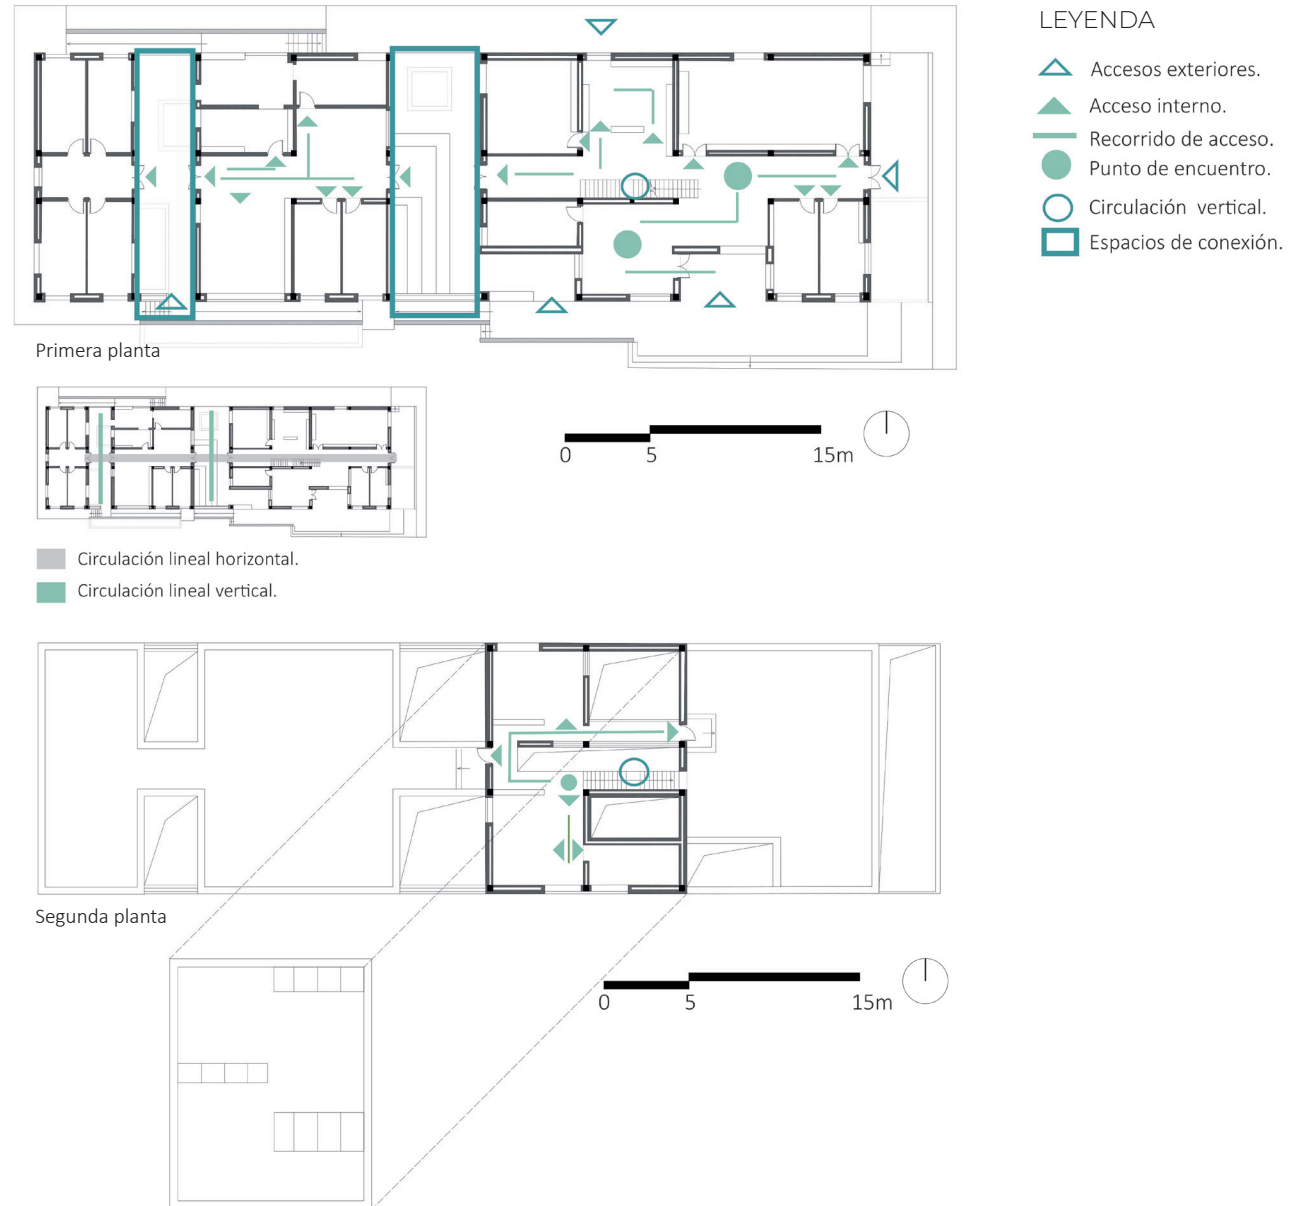 LEYENDA
Accesos exteriores.
Acceso interno.
Recorrido de acceso.
Punto de encuentro.
Circulación vertical.
Espacios de conexión.
Primera planta
0 5 15m
Circulación lineal horizontal.
Circulación lineal vertical.
Segunda planta
0 5 15m